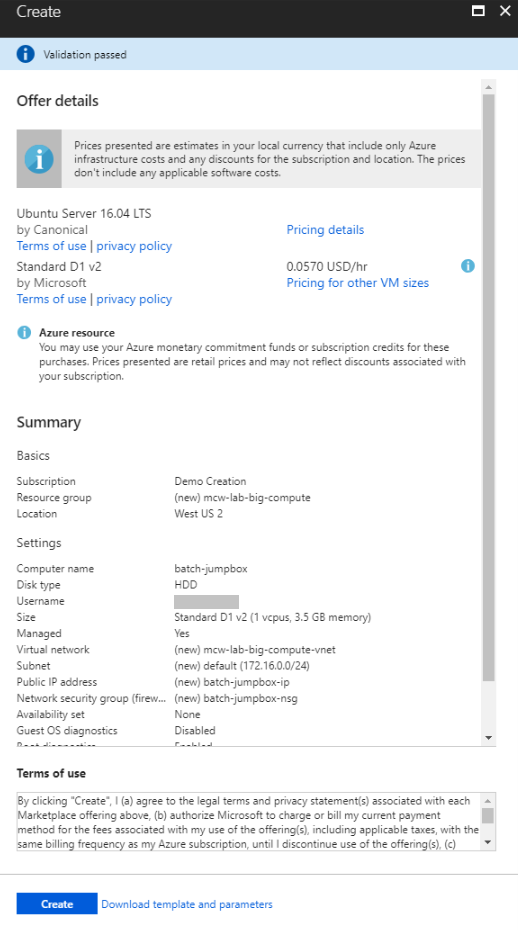 Create
Validation passed
Offer details
Prices presented are estimates in your local currency that include only Azure
infrastructure costs and any discounts for the subscription and location. The prices
don't include any applicable software costs.
Ubuntu Server 16.04 LTS
by Canonical Pricing details
Terms of use | privacy policy
Standard D1 v2 0.0570 USD/hr
by Microsoft Pricing for other VM sizes
Terms of use | privacy policy
Azure resource
You may use your Azure monetary commitment funds or subscription credits for these
purchases. Prices presented are retail prices and may not reflect discounts associated with
your subscription.
Summary
Basics
Subscription Demo Creation
Resource group (new) mcw-lab-big-compute
Location West US 2
Settings
Computer name batch-jumpbox
Disk type HDD
Username
Size Standard D1 v2 (1 vcpus, 3.5 GB memory)
Managed Yes
Virtual network (new) mcw-lab-big-compute-vnet
Subnet (new) default (172.16.0.0/24)
Public IP address (new) batch-jumpbox-ip
Network security group (firew... (new) batch-jumpbox-nsg
Availability set None
Guest OS diagnostics Disabled
Boot diagnostics Enabled
Terms of use
By clicking "Create", I (a) agree to the legal terms and privacy statement(s) associated with each
Marketplace offering above, (b) authorize Microsoft to charge or bill my current payment
method for the fees associated with my use of the offering(s), including applicable taxes, with the
same billing frequency as my Azure subscription, until I discontinue use of the offering(s), (c)
Create Download template and parameters